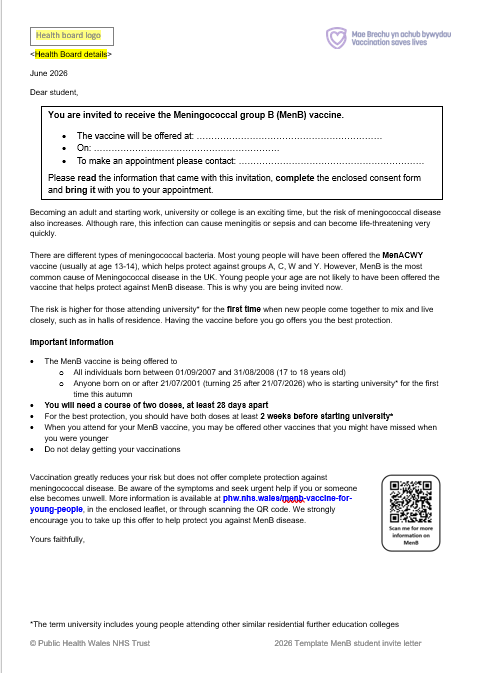 Health board logo
Mae Brechu yn achub bywydau
Vaccination saves lives
<Health Board details>
June 2026
Dear student,
You are invited to receive the Meningococcal group B (MenB) vaccine.
• The vaccine will be offered at: ……………………………………………………
• On: ……………………………………………………
• To make an appointment please contact: ……………………………………………………
Please read the information that came with this invitation, complete the enclosed consent form
and bring it with you to your appointment.
Becoming an adult and starting work, university or college is an exciting time, but the risk of meningococcal disease
also increases. Although rare, this infection can cause meningitis or sepsis and can become life-threatening very
quickly.
There are different types of meningococcal bacteria. Most young people will have been offered the MenACWY
vaccine (usually at age 13-14), which helps protect against groups A, C, W and Y. However, MenB is the most
common cause of Meningococcal disease in the UK. Young people your age are not likely to have been offered the
vaccine that helps protect against MenB disease. This is why you are being invited now.
The risk is higher for those attending university* for the first time when new people come together to mix and live
closely, such as in halls of residence. Having the vaccine before you go offers you the best protection.
Important Information
• The MenB vaccine is being offered to
o All individuals born between 01/09/2007 and 31/08/2008 (17 to 18 years old)
o Anyone born on or after 21/07/2001 (turning 25 after 21/07/2026) who is starting university* for the first
time this autumn
• You will need a course of two doses, at least 28 days apart
• For the best protection, you should have both doses at least 2 weeks before starting university*
• When you attend for your MenB vaccine, you may be offered other vaccines that you might have missed when
you were younger
• Do not delay getting your vaccinations
Vaccination greatly reduces your risk but does not offer complete protection against
meningococcal disease. Be aware of the symptoms and seek urgent help if you or someone
else becomes unwell. More information is available at phw.nhs.wales/menb-vaccine-for-
young-people, in the enclosed leaflet, or through scanning the QR code. We strongly
encourage you to take up this offer to help protect you against MenB disease.
Scan me for more
information on
MenB
Yours faithfully,
*The term university includes young people attending other similar residential further education colleges
© Public Health Wales NHS Trust
2026 Template MenB student invite letter